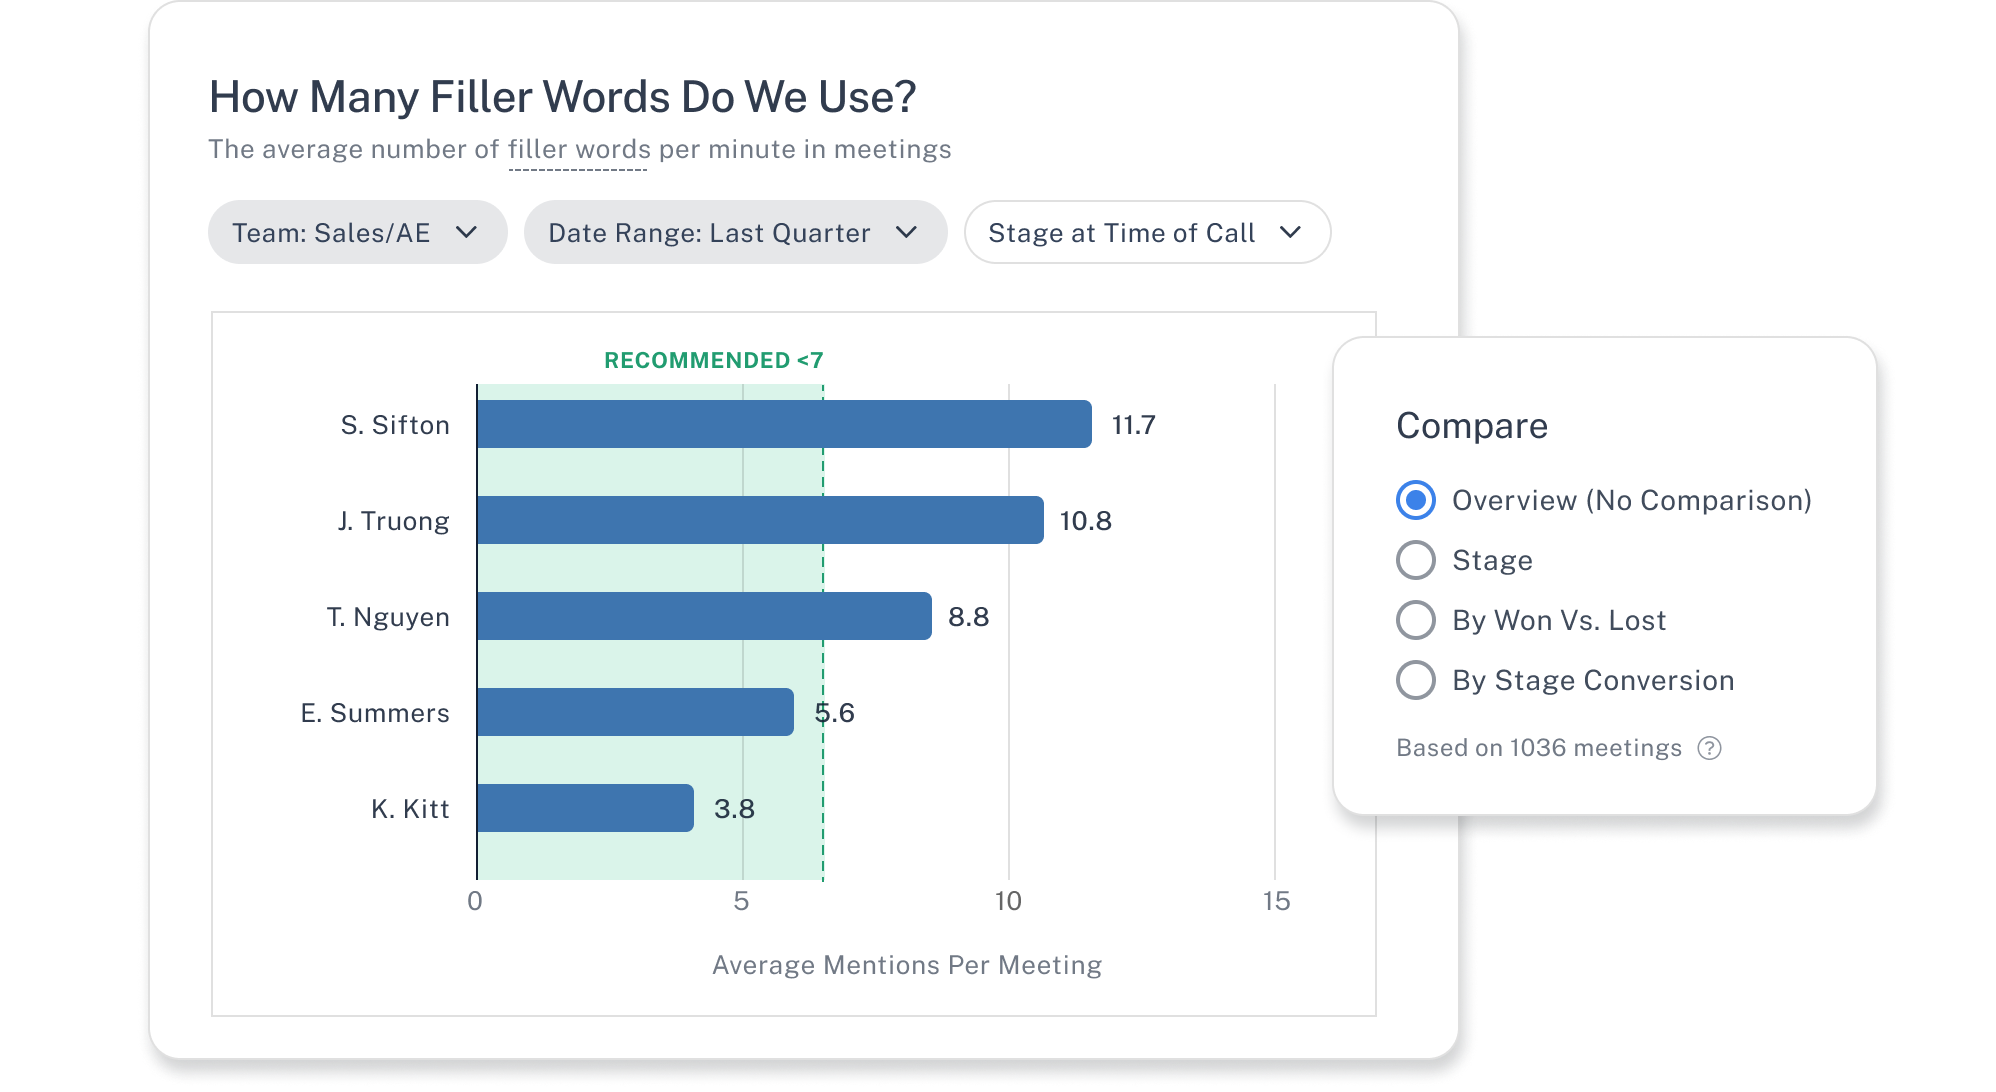 How Many Filler Words Do We Use?
The average number of filler words per minute in meetings
Team: Sales/AE
Date Range: Last Quarter
Stage at Time of Call
RECOMMENDED <7
S. Sifton
11.7
J. Truong
10.8
T. Nguyen
8.8
E. Summers
5.6
K. Kitt
3.8
0
5
10
15
Average Mentions Per Meeting
Compare
Overview (No Comparison)
Stage
By Won Vs. Lost
By Stage Conversion
Based on 1036 meetings ?